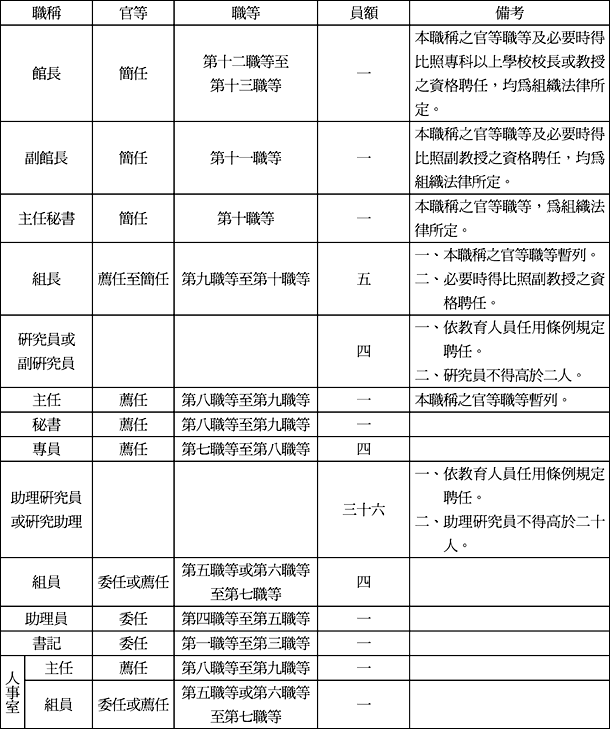 職稱 官等 職等 員額 備考
館長 簡任 第十二職等至 一 本職稱之官等職等及必要時得
第十三職等 比照專科以上學校校長或教授
之資格聘任，均爲組織法律所
定。
副館長 簡任 第十一職等 一 本職稱之官等職等及必要時得
比照副教授之資格聘任，均爲
組織法律所定。
主任秘書 簡任 第十職等 一 本職稱之官等職等，爲組織法
律所定。
組長 薦任至簡任 第九職等至第十職等 五 一、本職稱之官等職等暫列。
二、必要時得比照副教授之資
格聘任。
研究員或 四 一、依教育人員任用條例規定
副研究員 聘任。
二、研究員不得高於二人。
主任 薦任 第八職等至第九職等 一 本職稱之官等職等暫列。
秘書 薦任 第八職等至第九職等 一
專員 薦任 第七職等至第八職等 四
助理研究員 三十六 一、依教育人員任用條例規定
或研究助理 聘任。
二、助理研究員不得高於二十
人。
組員 委任或薦任 第五職等或第六職等 四
至第七職等
助理員 委任 第四職等至第五職等 一
書記 委任 第一職等至第三職等 一
人事室 主任 薦任 第八職等至第九職等 一
組員 委任或薦任 第五職等或第六職等 一
至第七職等